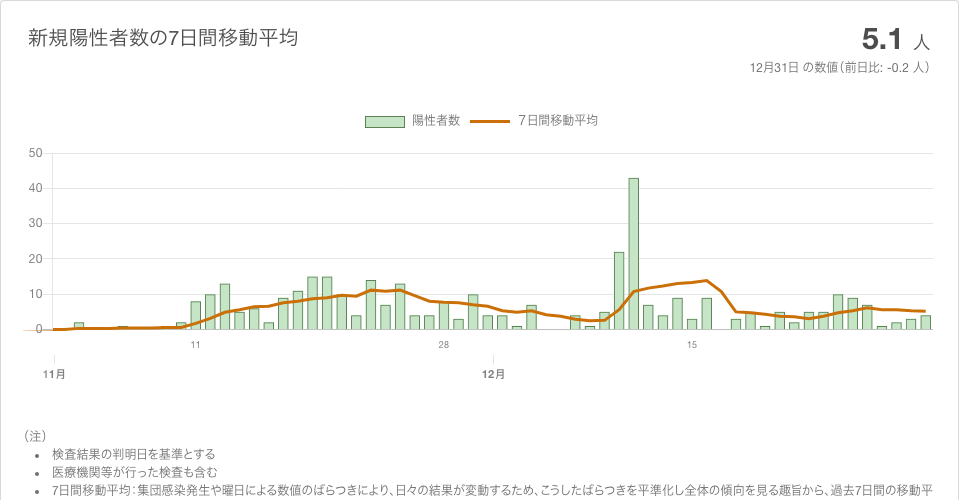 新規陽性者数の7日間移動平均
5.1 人
12月31日 の数値（前日比: -0.2 人）
陽性者数 7日間移動平均
50
40
30
20
10
0
11 28 15
11月 12月
（注）
• 検査結果の判明日を基準とする
• 医療機関等が行った検査も含む
• 7日間移動平均：集団感染発生や曜日による数値のばらつきにより、日々の結果が変動するため、こうしたばらつきを平準化し全体の傾向を見る趣旨から、過去7日間の移動平